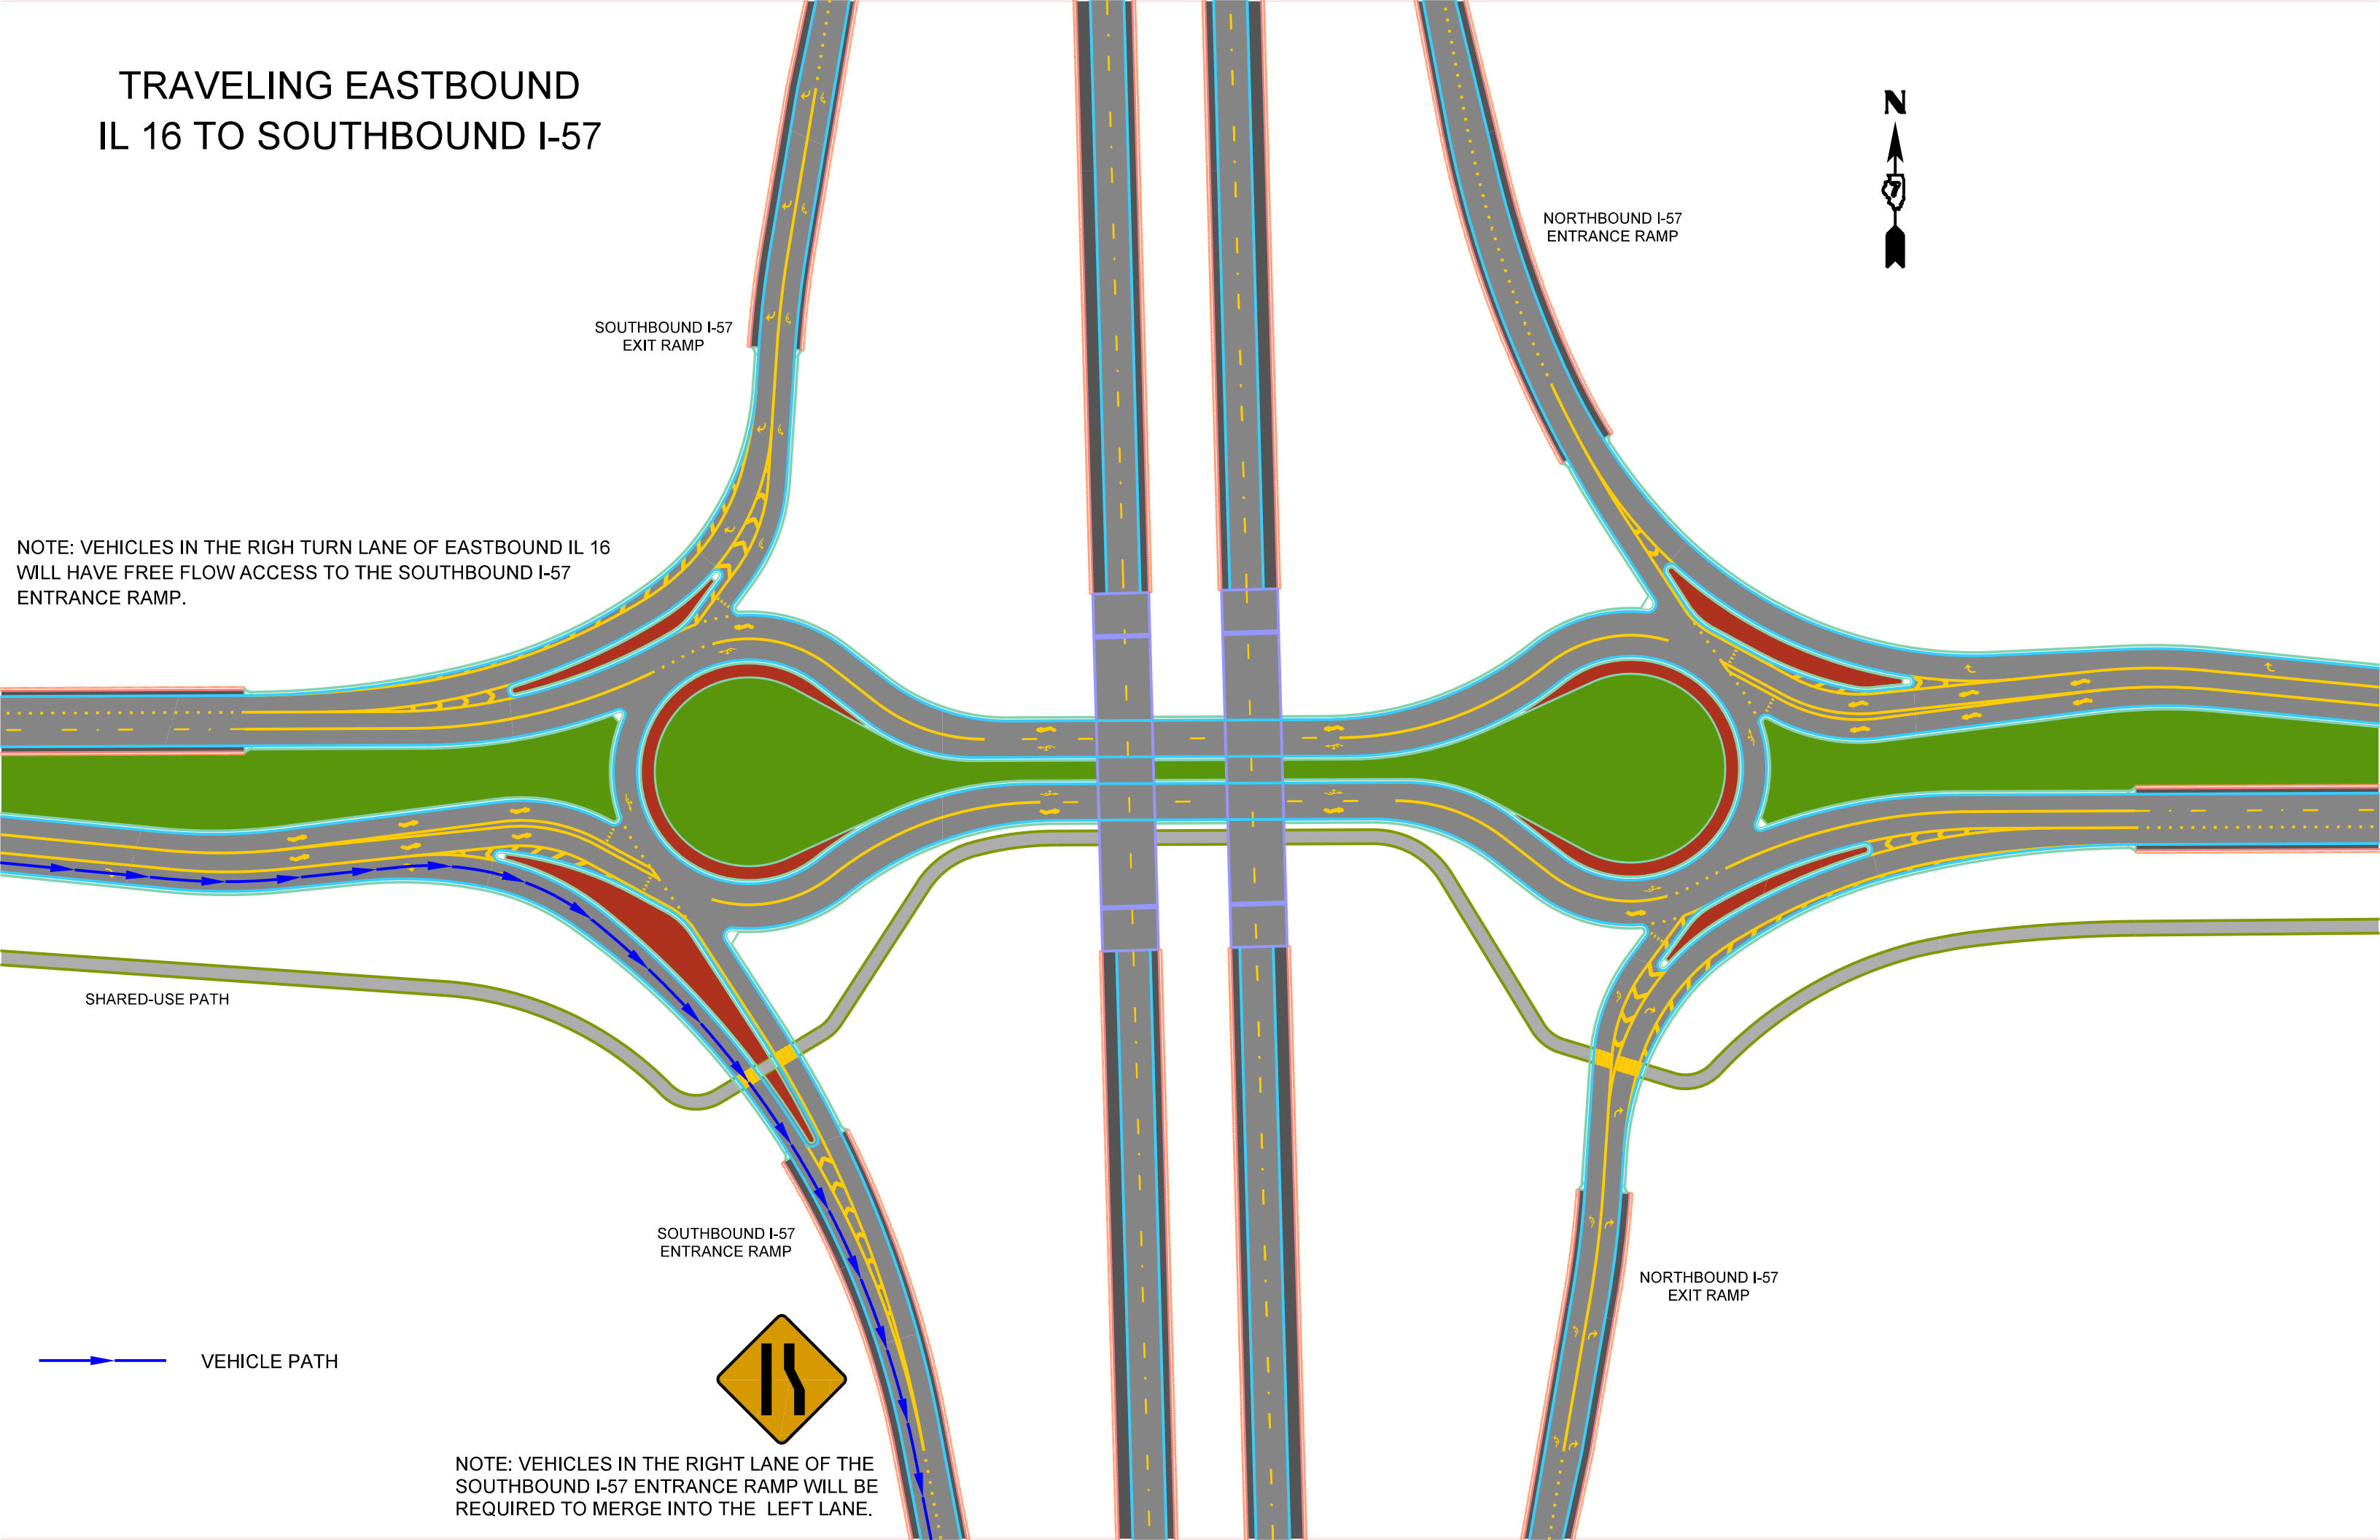 TRAVELING EASTBOUND
IL 16 TO SOUTHBOUND I-57
N
7
NORTHBOUND I-57
ENTRANCE RAMP
SOUTHBOUND I-57
EXIT RAMP
NOTE: VEHICLES IN THE RIGH TURN LANE OF EASTBOUND IL 16
WILL HAVE FREE FLOW ACCESS TO THE SOUTHBOUND I-57
ENTRANCE RAMP.
SHARED-USE PATH
SOUTHBOUND I-57
ENTRANCE RAMP
NORTHBOUND I-57
EXIT RAMP
VEHICLE PATH
NOTE: VEHICLES IN THE RIGHT LANE OF THE
SOUTHBOUND I-57 ENTRANCE RAMP WILL BE
REQUIRED TO MERGE INTO THE LEFT LANE.